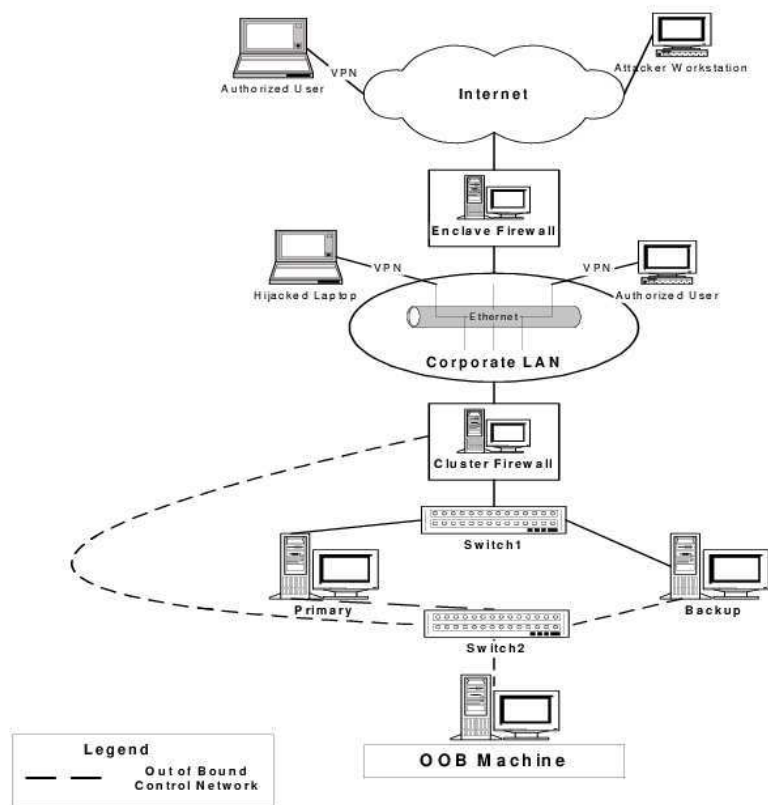 VPN
Authorized User
Attacker Workstation
Internet
Enclave Firewall
VPN
VPN
Hijacked Laptop
Authorized User
Ethernet
Corporate LAN
Cluster Firewall
Switch1
Primary
Backup
Switch2
OOB Machine
Legend
Out of Bound
Control Network